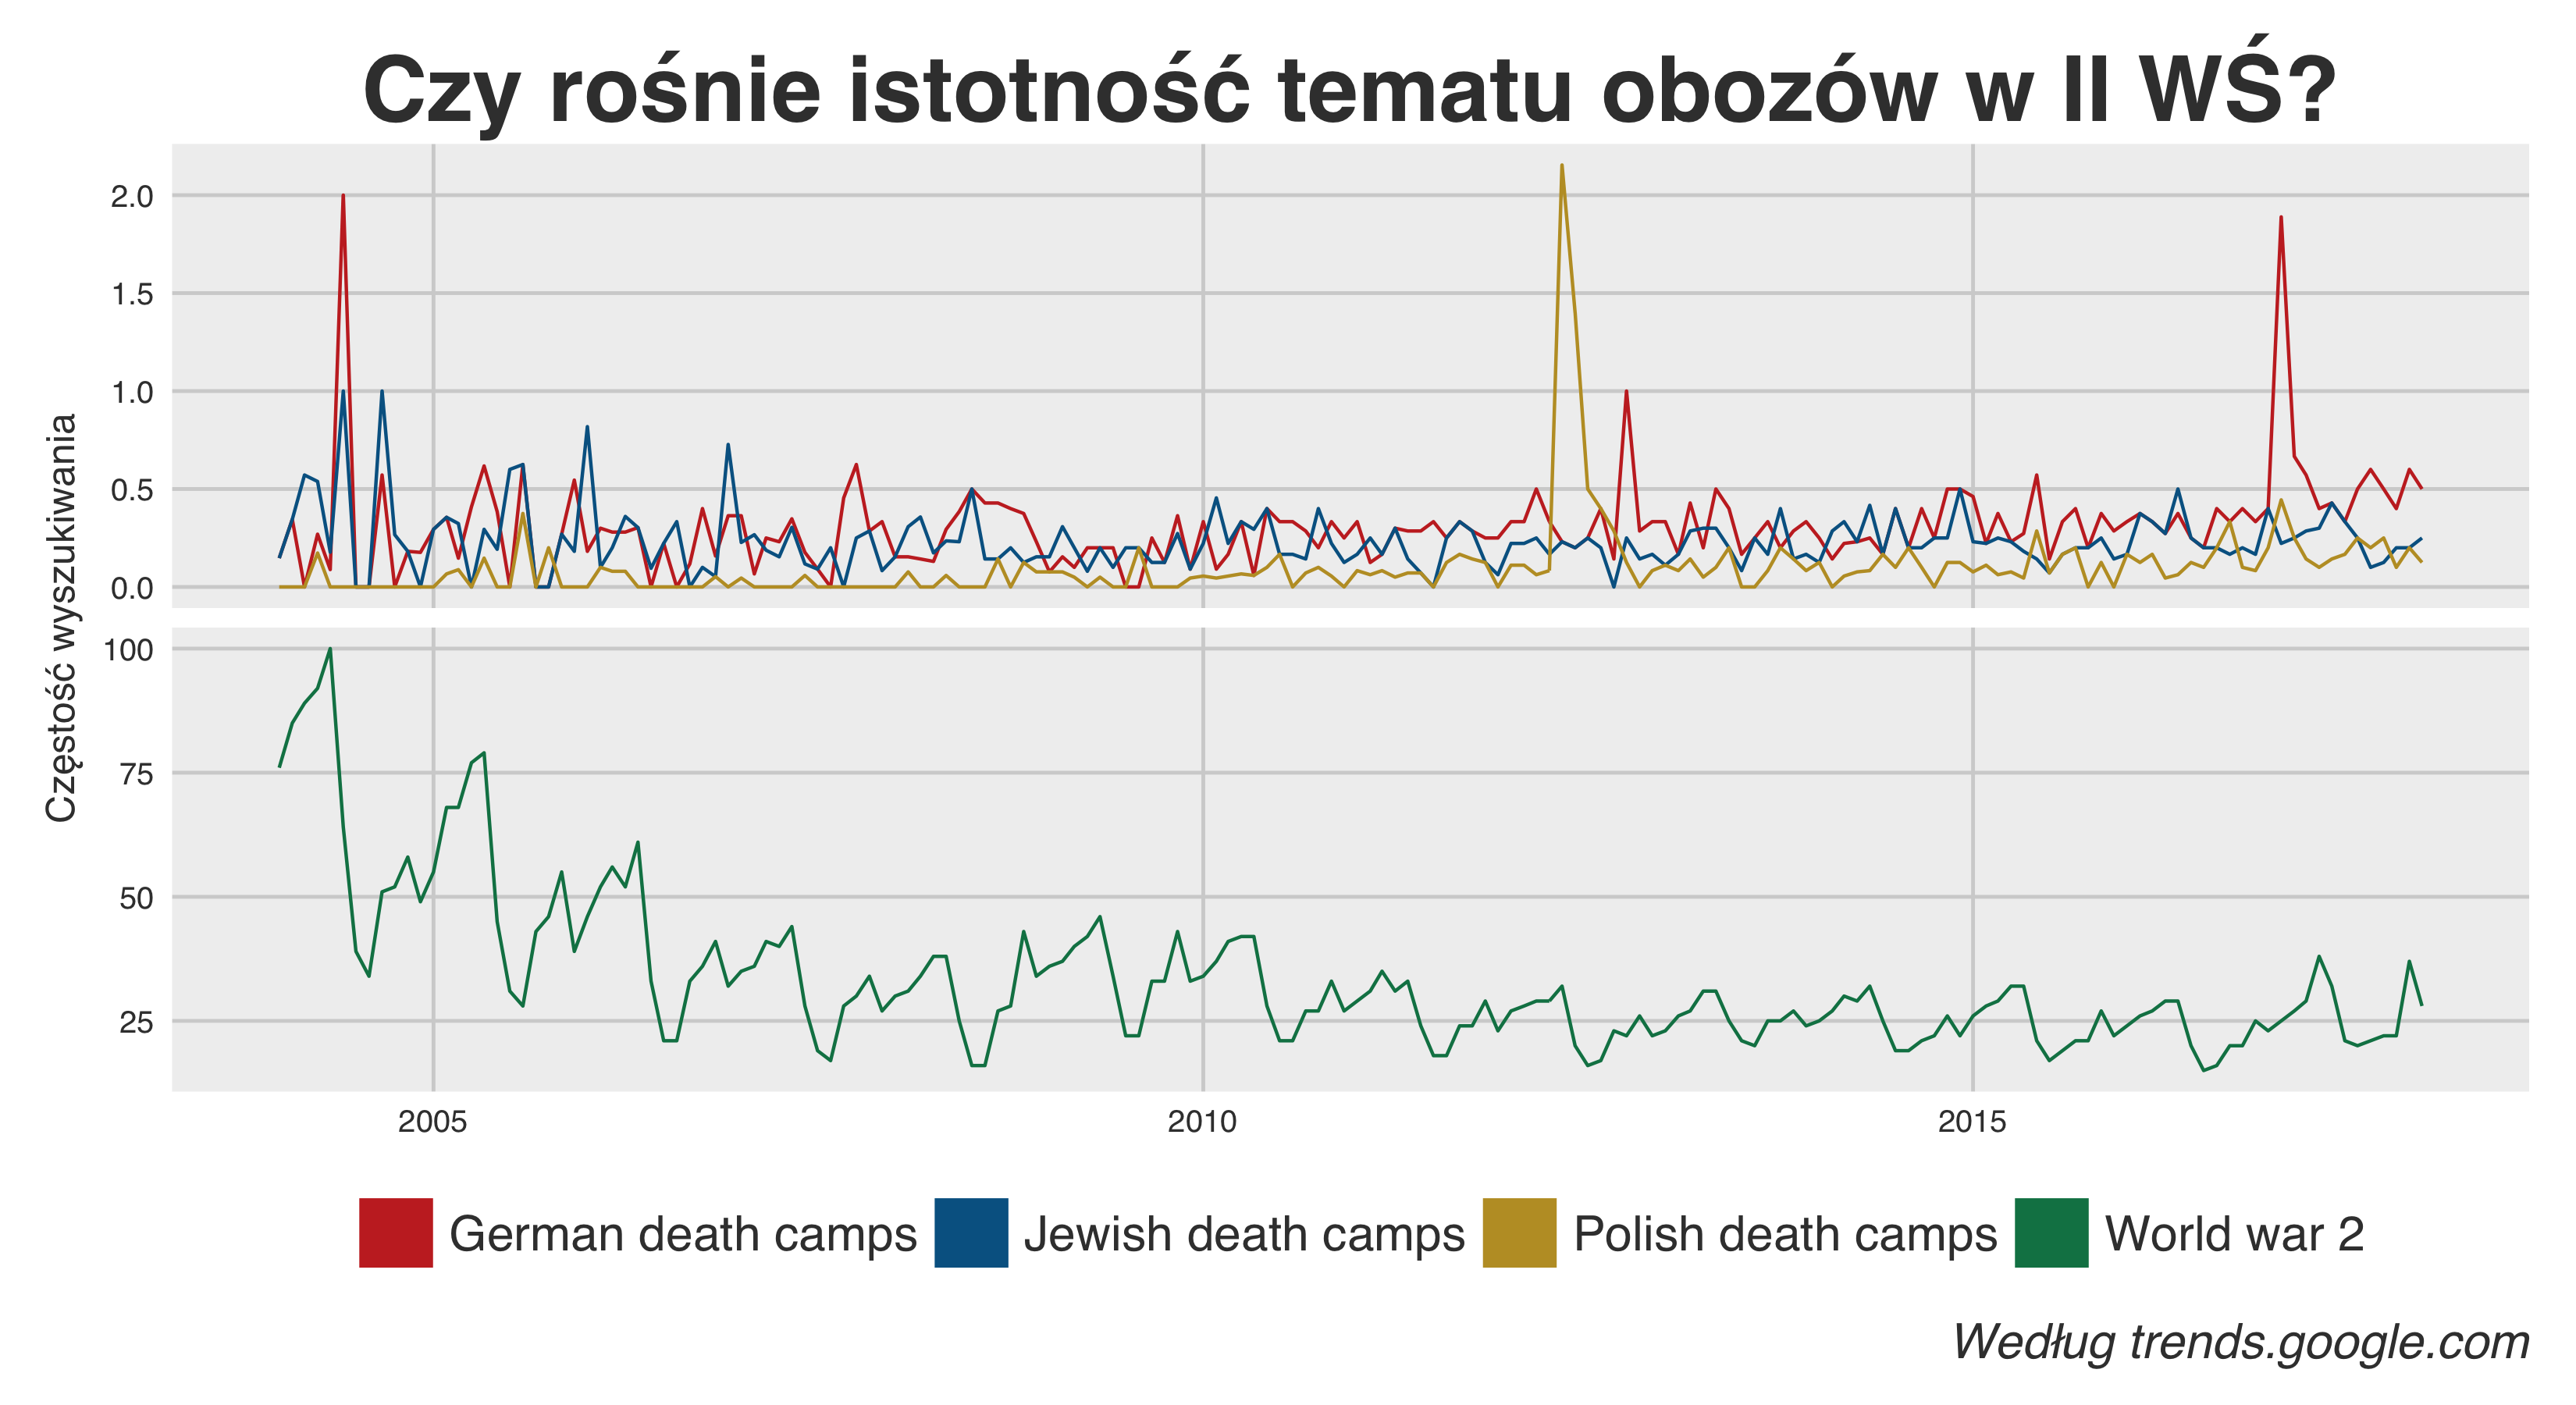 Czy rośnie istotność tematu obozów w II WŚ?
Częstość wyszukiwania
2.0
1.5
1.0
0.5
0.0
100
75
50
25
2005 2010 2015
German death camps Jewish death camps Polish death camps World war 2
Według trends.google.com